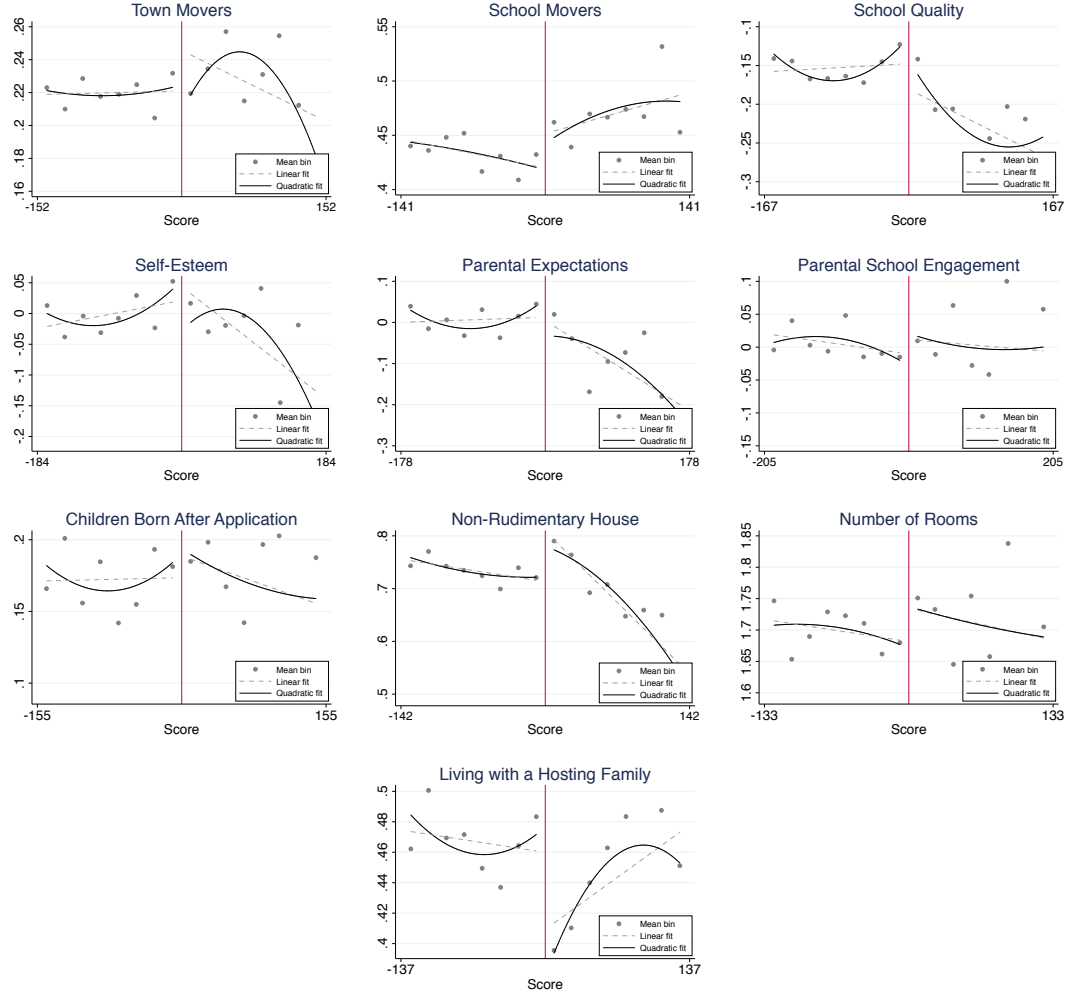 Town Movers
.26
.24
.22
.2
.18
.16
Mean bin
Linear fit
Quadratic fit
-152
152
Score
School Movers
.55
.5
.45
.4
Mean bin
Linear fit
Quadratic fit
-141
141
Score
School Quality
-.1
-.15
-.2
-.25
-.3
Mean bin
Linear fit
Quadratic fit
-167
167
Score
Self-Esteem
.05
0
-.05
-.1
-.15
-.2
Mean bin
Linear fit
Quadratic fit
-184
184
Score
Parental Expectations
.1
0
-.1
-.2
-.3
Mean bin
Linear fit
Quadratic fit
-178
178
Score
Parental School Engagement
.1
.05
0
-.05
-.1
-.15
Mean bin
Linear fit
Quadratic fit
-205
205
Score
Children Born After Application
.2
.15
.1
Mean bin
Linear fit
Quadratic fit
-155
155
Score
Non-Rudimentary House
.8
.7
.6
.5
Mean bin
Linear fit
Quadratic fit
-142
142
Score
Number of Rooms
1.85
1.8
1.75
1.7
1.65
1.6
Mean bin
Linear fit
Quadratic fit
-133
133
Score
Living with a Hosting Family
.5
.48
.46
.44
.42
.4
Mean bin
Linear fit
Quadratic fit
-137
137
Score